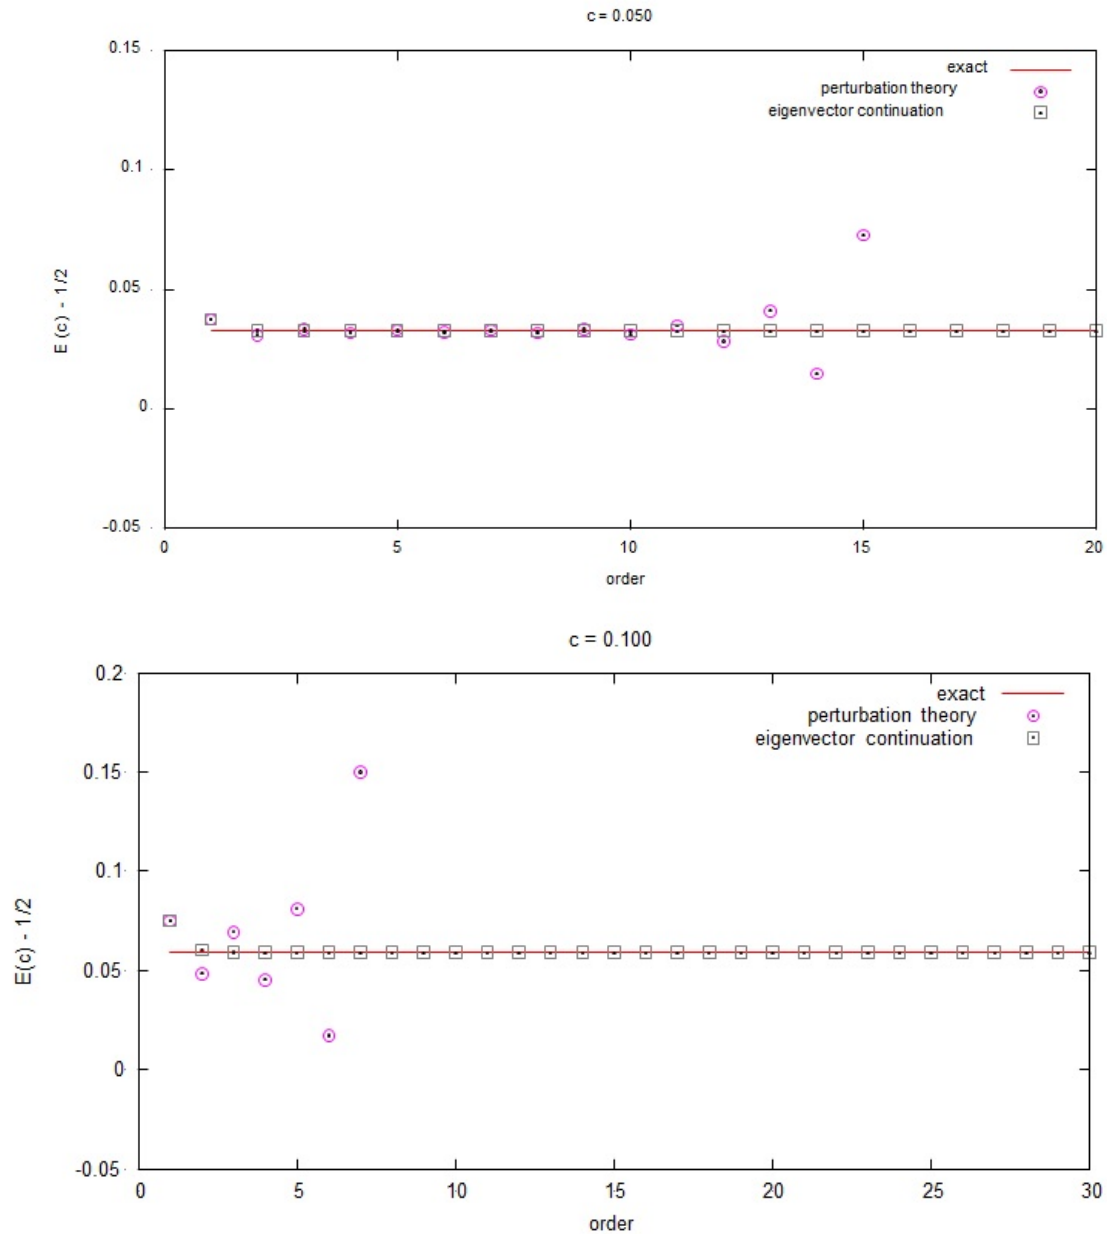 c = 0.050
0.15
exact
perturbation theory
eigenvector continuation
0.1
0.05
E (c) - 1/2
0
-0.05
0 5 10 15 20
order
c = 0.100
0.2
exact
perturbation theory
eigenvector continuation
0.15
0.1
E(c) - 1/2
0.05
0
-0.05
0 5 10 15 20 25 30
order